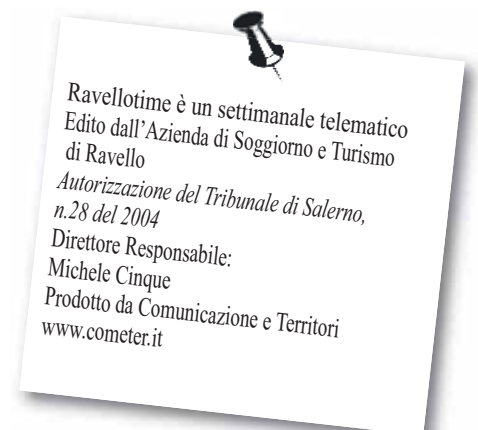 Ravellotime è un settimanale telematico
Edito dall’Azienda di Soggiorno e Turismo
di Ravello
Autorizzazione del Tribunale di Salerno,
n.28 del 2004
Direttore Responsabile:
Michele Cinque
Prodotto da Comunicazione e Territori
www.cometer.it